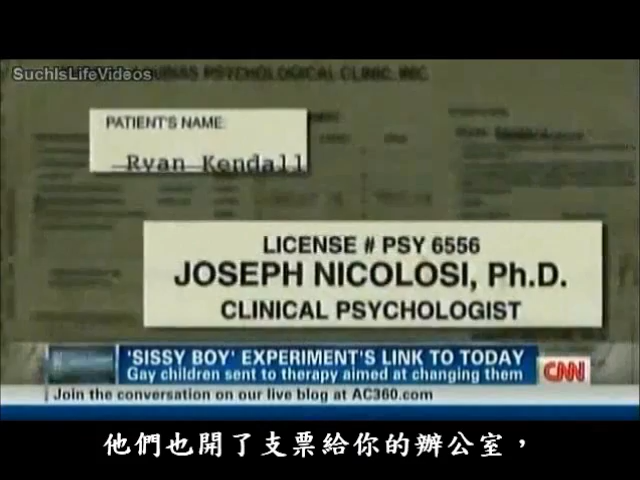 SuchIsLifeVideos
PSYCHOLOGICAL CLINIC, INC.
PATIENT'S NAME:
Ryan Kendall
LICENSE # PSY 6556
JOSEPH NICOLOSI, Ph.D.
CLINICAL PSYCHOLOGIST
'SISSY BOY' EXPERIMENT'S LINK TO TODAY
Gay children sent to therapy aimed at changing them
CNN
Join the conversation on our live blog at AC360.com
他們也開了支票給你的辦公室，